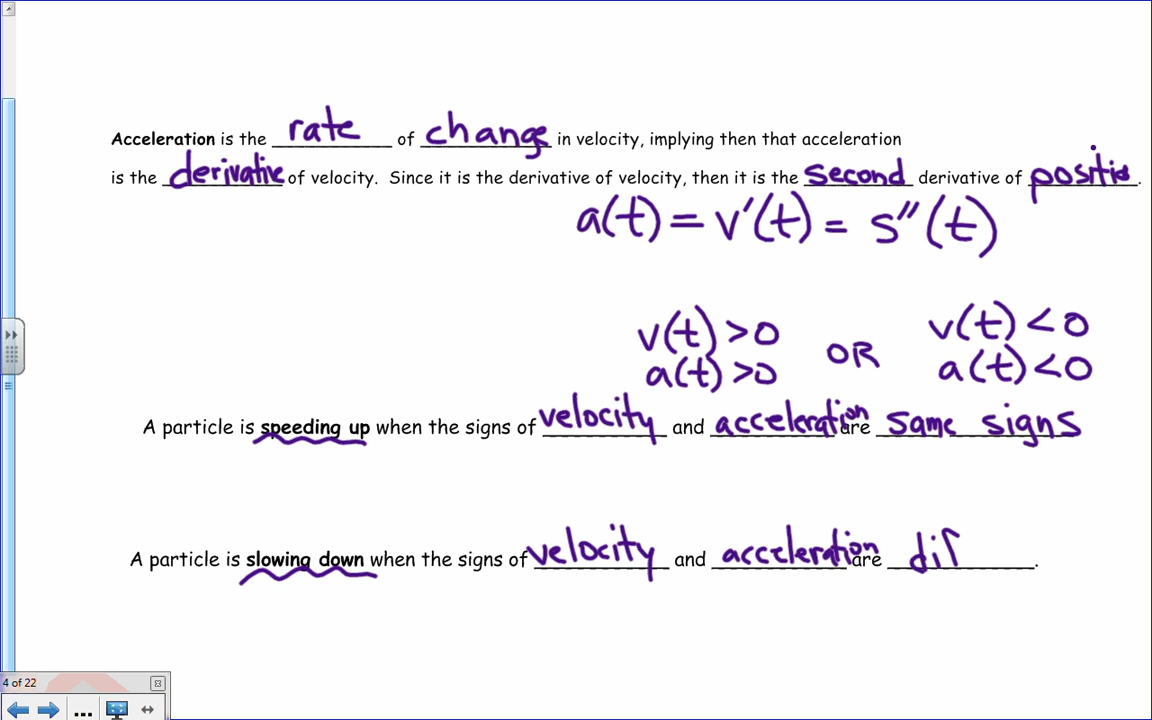 Acceleration is the rate of change in velocity, implying then that acceleration
is the derivative of velocity. Since it is the derivative of velocity, then it is the second derivative of positio.
a(t) = v'(t) = s''(t)
v(t) >0 OR v(t) <0
a(t) >0 a(t) <0
A particle is speeding up when the signs of velocity and acceleration are same signs
A particle is slowing down when the signs of velocity and acceleration are dif.
4 of 22
...